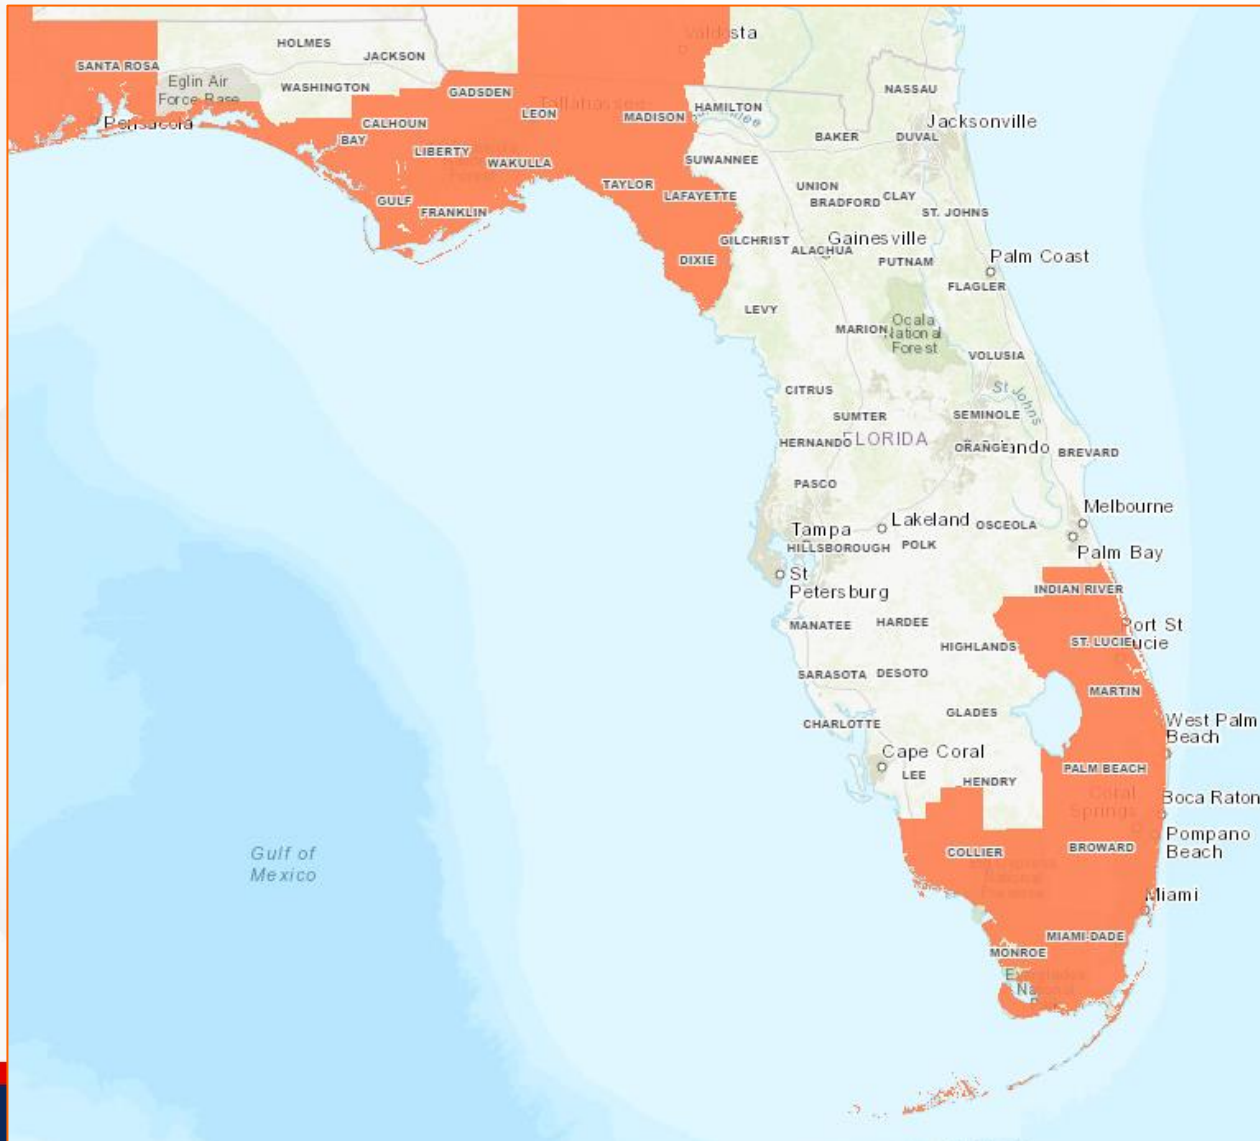 Valdosta
HOLMES
JACKSON
SANTA ROSA
Eglin Air
Force Base
WASHINGTON
GADSDEN
NASSAU
Tallahassee
HAMILTON
LEON
MADISON
Pensacola
CALHOUN
Jacksonville
BAY
BAKER
DUVAL
LIBERTY
WAKULLA
SUWANNEE
TAYLOR
LAFAYETTE
UNION
CLAY
GULF
BRADFORD
FRANKLIN
ST. JOHNS
GILCHRIST
Gainesville
ALACHUA
DIXIE
PUTNAM
Palm Coast
FLAGLER
LEVY
MARION
Ocala
National
Forest
VOLUSIA
CITRUS
St Johns
SUMTER
SEMINOLE
HERNANDO
FLORIDA
ORANGE
BREVARD
PASCO
Melbourne
Lakeland
OSCEOLA
Tampa
HILLSBOROUGH
POLK
Palm Bay
St
Petersburg
INDIAN RIVER
MANATEE
HARDEE
Port St
Lucie
ST. LUCIE
HIGHLANDS
SARASOTA
DESOTO
MARTIN
GLADES
CHARLOTTE
West Palm
Beach
Cape Coral
LEE
HENDRY
PALM BEACH
Coral
Springs
Boca Raton
Gulf of
Mexico
COLLIER
BROWARD
Pompano
Beach
Miami
MIAMI-DADE
MONROE